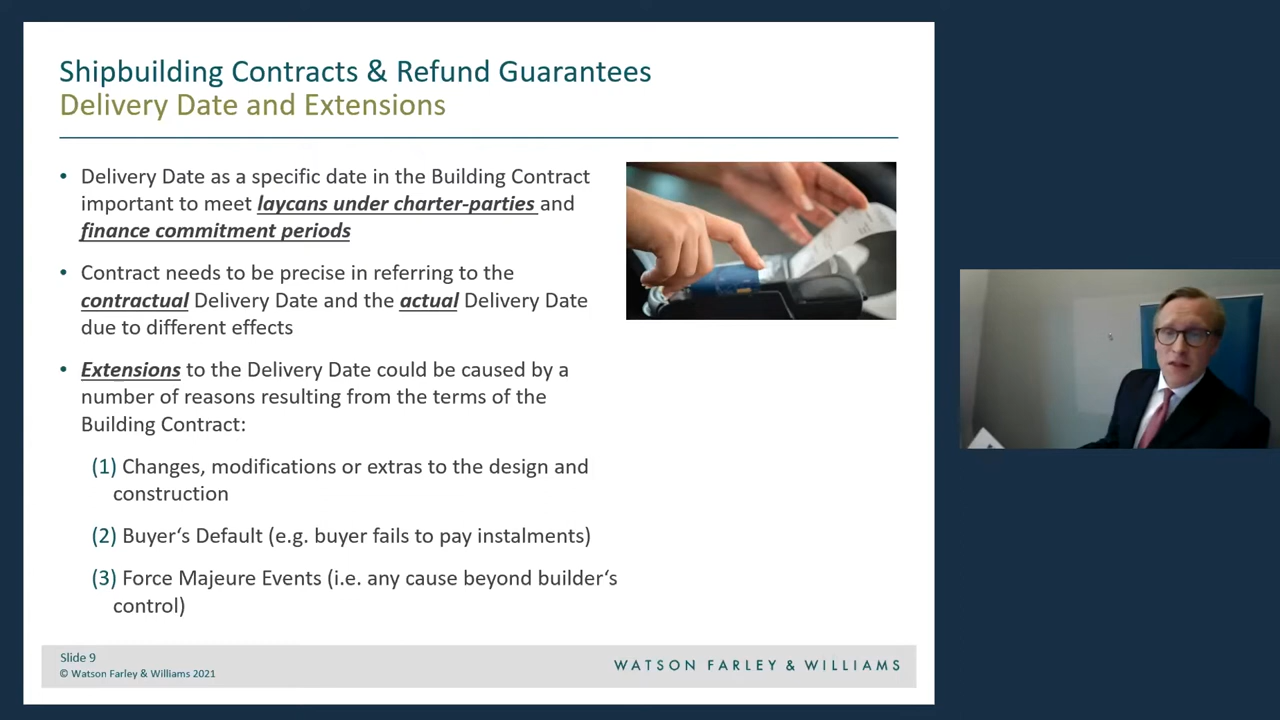 Shipbuilding Contracts & Refund Guarantees
Delivery Date and Extensions
• Delivery Date as a specific date in the Building Contract
important to meet laycans under charter-parties and
finance commitment periods
• Contract needs to be precise in referring to the
contractual Delivery Date and the actual Delivery Date
due to different effects
• Extensions to the Delivery Date could be caused by a
number of reasons resulting from the terms of the
Building Contract:
(1) Changes, modifications or extras to the design and
construction
(2) Buyer‘s Default (e.g. buyer fails to pay instalments)
(3) Force Majeure Events (i.e. any cause beyond builder‘s
control)
Slide 9
© Watson Farley & Williams 2021
WATSON FARLEY & WILLIAMS